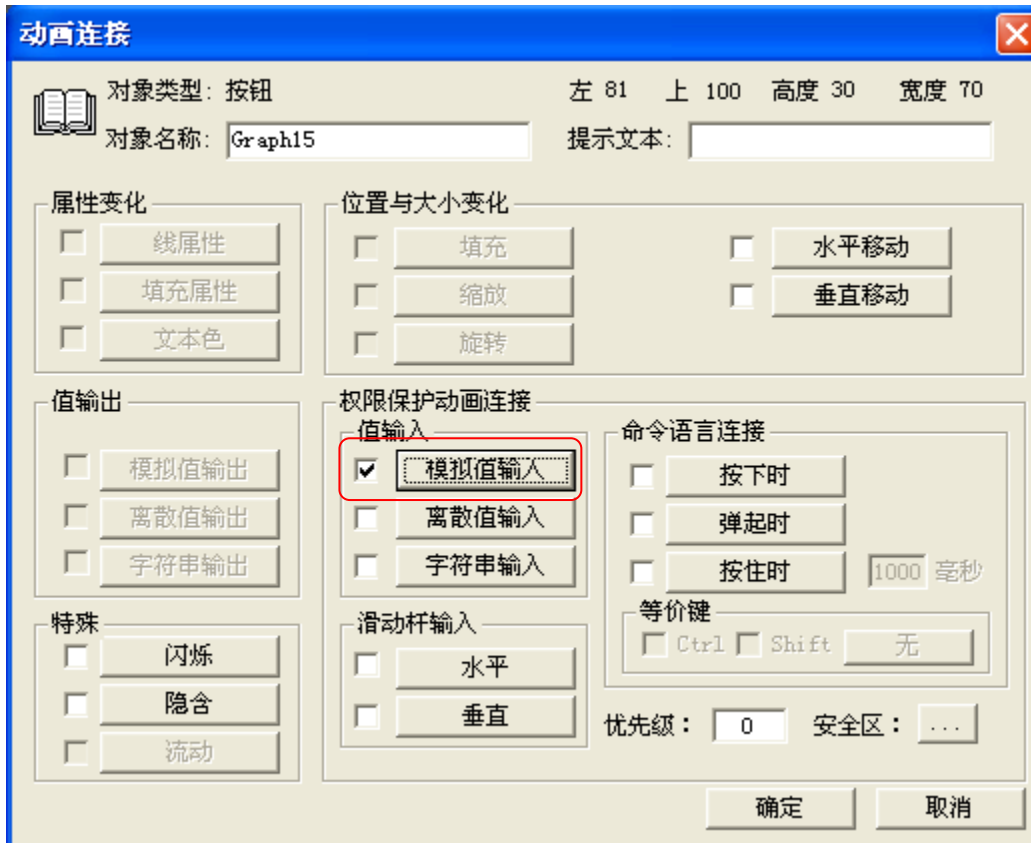 动画连接
对象类型: 按钮 左 81 上 100 高度 30 宽度 70
对象名称: Graph15 提示文本:
属性变化 位置与大小变化
线属性 填充 水平移动
填充属性 缩放 垂直移动
文本色 旋转
值输出 权限保护动画连接
值输入 命令语言连接
模拟值输出 模拟值输入 按下时
离散值输出 离散值输入 弹起时
字符串输出 字符串输入 按住时 1000 毫秒
特殊 滑动杆输入 等价键
闪烁 水平 Ctrl Shift 无
隐含 垂直 优先级: 0 安全区: ...
流动
确定 取消